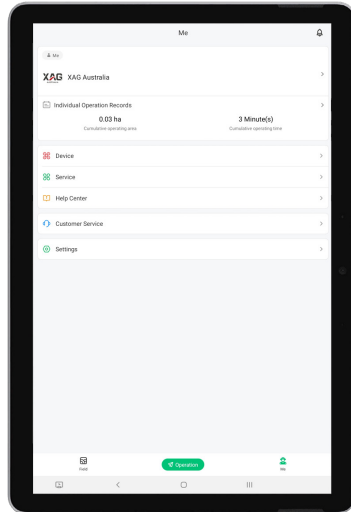 Me
Me
XAG XAG Australia
Individual Operation Records
0.03 ha
3 Minute(s)
Cumulative operating area
Cumulative operating time
Device
Service
Help Center
Customer Service
Settings
Field
Operation
Me